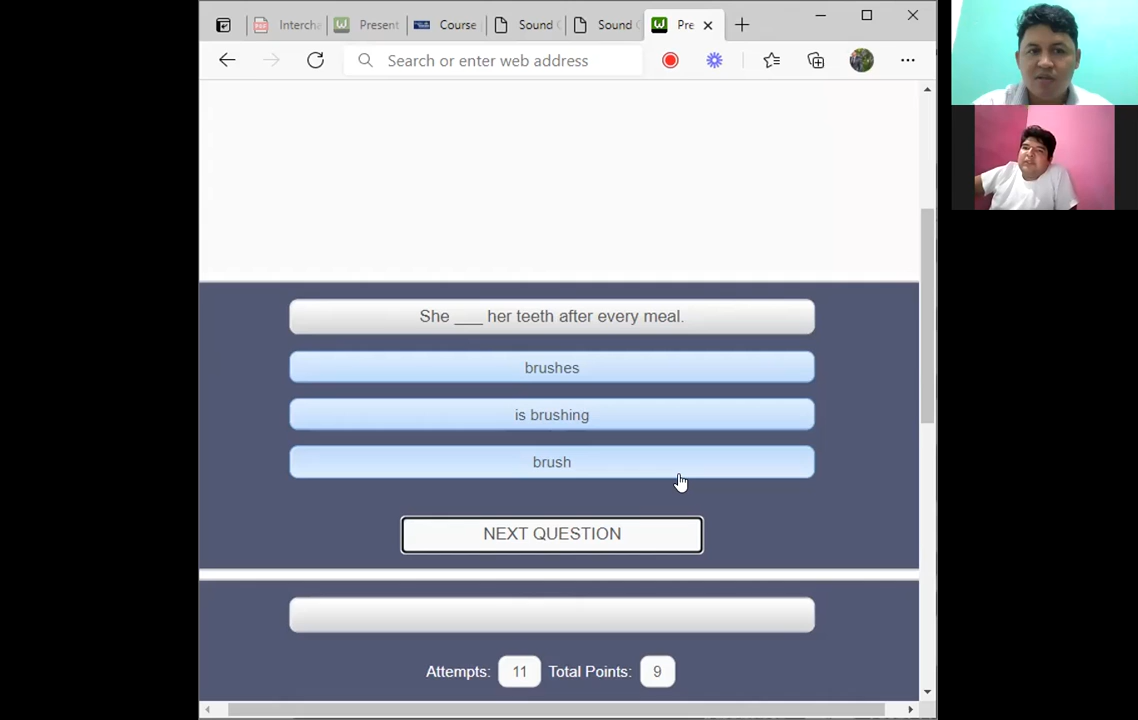 Intercha
Present
Course
Sound
Sound
Pre
Search or enter web address
She ___ her teeth after every meal.
brushes
is brushing
brush
NEXT QUESTION
Attempts: 11 Total Points: 9